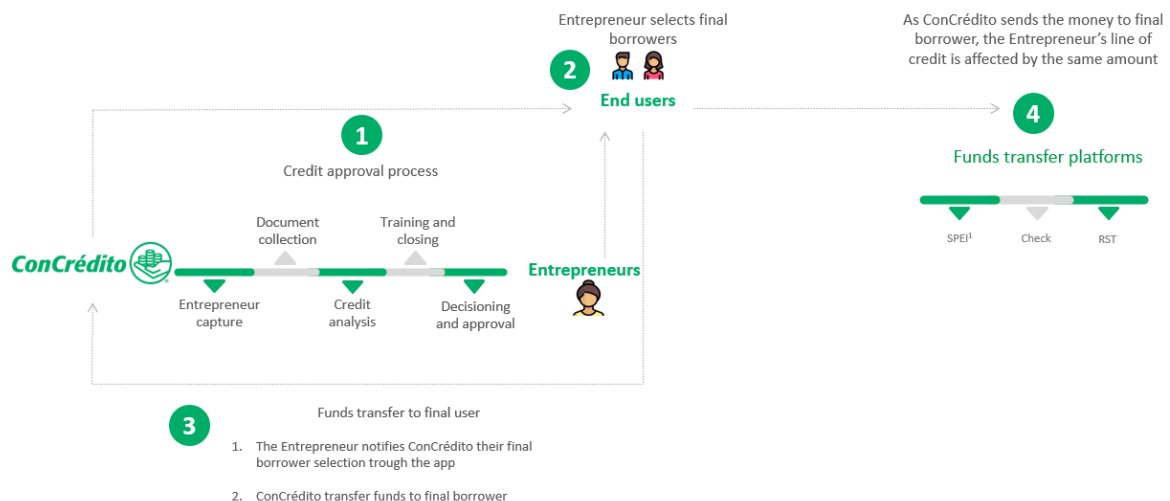 Entrepreneur selects final
borrowers
2
End users
As ConCrédito sends the money to final
borrower, the Entrepreneur's line of
credit is affected by the same amount
4
Funds transfer platforms
SPEI¹
Check
RST
1
Credit approval process
Document
collection
Training and
closing
ConCrédito
Entrepreneurs
Entrepreneur
capture
Credit
analysis
Decisioning
and approval
3
Funds transfer to final user
1. The Entrepreneur notifies ConCrédito their final
borrower selection trough the app
2. ConCrédito transfer funds to final borrower